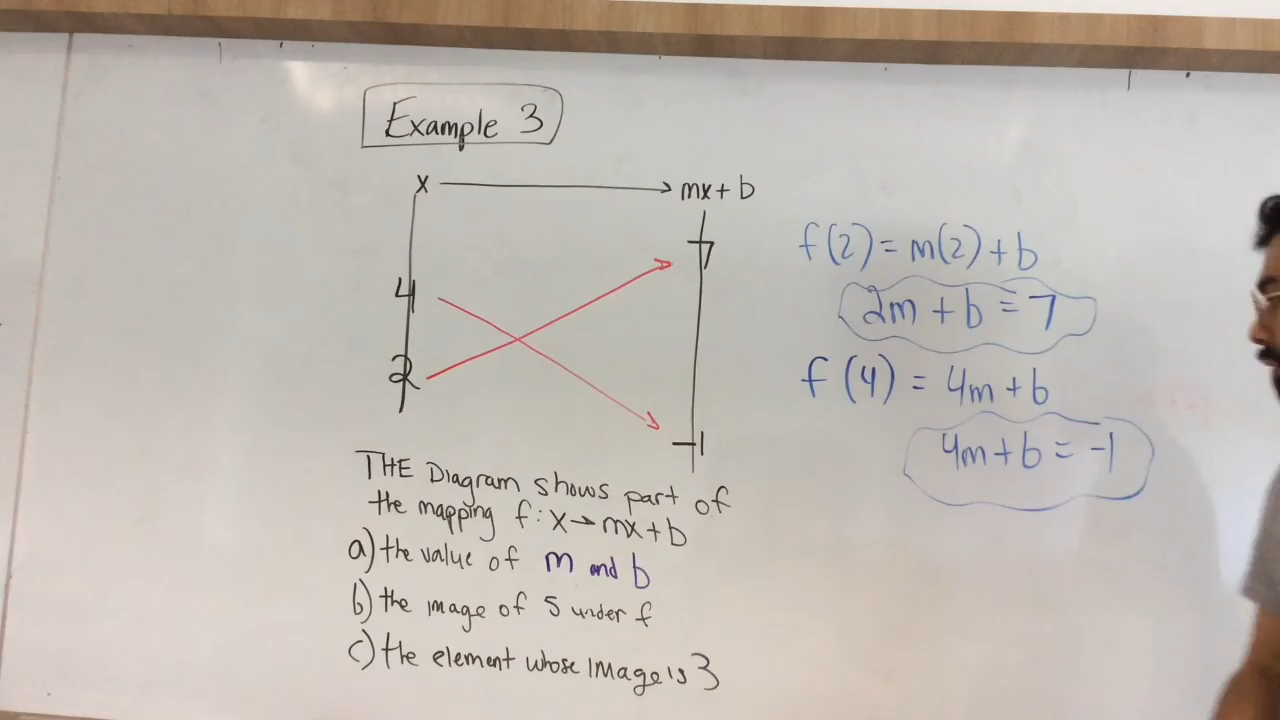 Example 3
x → mx + b
7
4
2
-1
THE Diagram shows part of
the mapping f: x → mx + b
a) the value of m and b
b) the image of 5 under f
c) the element whose image is 3
f(2) = m(2) + b
2m + b = 7
f(4) = 4m + b
4m + b = -1